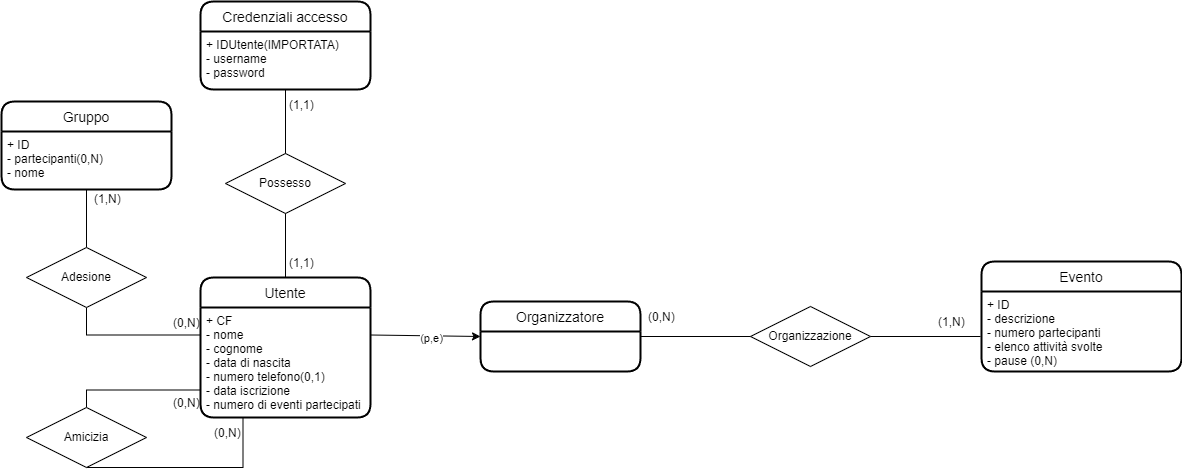 Credenziali accesso
+ IDUtente(IMPORTATA)
- username
- password
(1,1)
Gruppo
+ ID
- partecipanti(0,N)
- nome
(1,N)
Possesso
(1,1)
Adesione
(0,N)
Utente
+ CF
- nome
- cognome
- data di nascita
- numero telefono(0,1)
- data iscrizione
- numero di eventi partecipati
(0,N)
Amicizia
(0,N)
(p,e)
Organizzatore
(0,N)
Organizzazione
(1,N)
Evento
+ ID
- descrizione
- numero partecipanti
- elenco attività svolte
- pause (0,N)